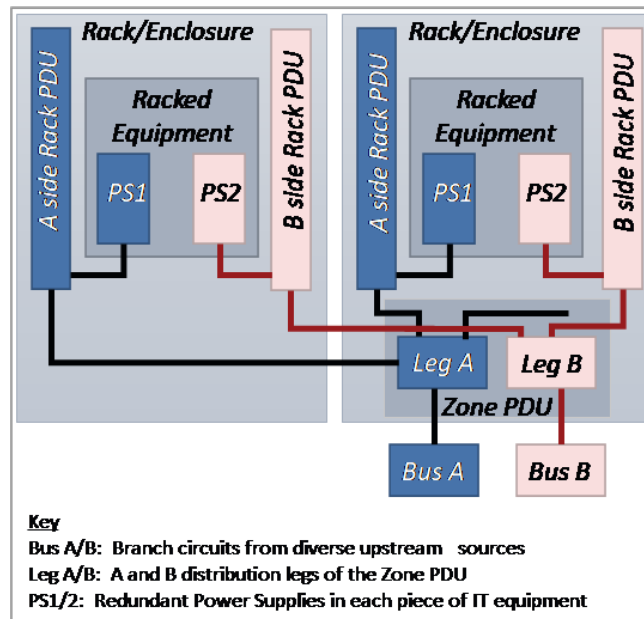 Rack/Enclosure
Rack/Enclosure
A side Rack PDU
Racked
Equipment
PS1
PS2
B side Rack PDU
A side Rack PDU
Racked
Equipment
PS1
PS2
B side Rack PDU
Leg A
Leg B
Zone PDU
Bus A
Bus B
Key
Bus A/B: Branch circuits from diverse upstream sources
Leg A/B: A and B distribution legs of the Zone PDU
PS1/2: Redundant Power Supplies in each piece of IT equipment